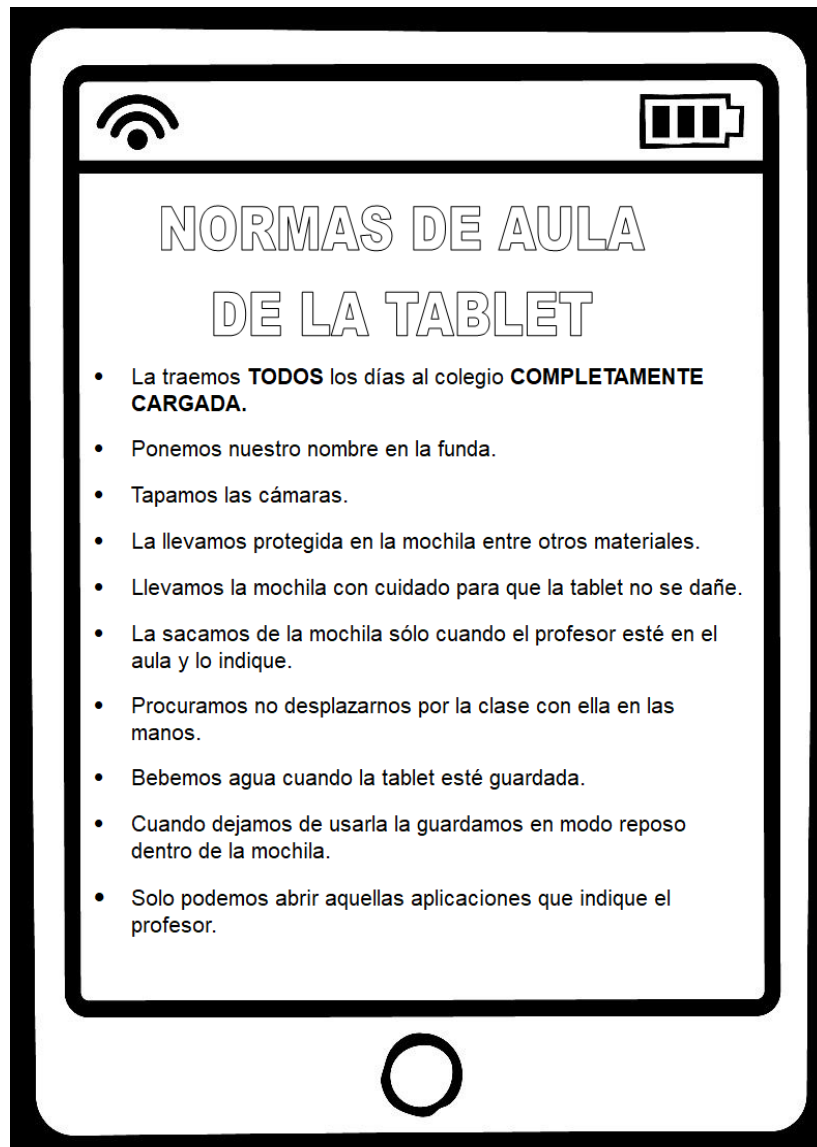 NORMAS DE AULA
DE LA TABLET
• La traemos TODOS los días al colegio COMPLETAMENTE
CARGADA.
• Ponemos nuestro nombre en la funda.
• Tapamos las cámaras.
• La llevamos protegida en la mochila entre otros materiales.
• Llevamos la mochila con cuidado para que la tablet no se dañe.
• La sacamos de la mochila sólo cuando el profesor esté en el
aula y lo indique.
• Procuramos no desplazarnos por la clase con ella en las
manos.
• Bebemos agua cuando la tablet esté guardada.
• Cuando dejamos de usarla la guardamos en modo reposo
dentro de la mochila.
• Solo podemos abrir aquellas aplicaciones que indique el
profesor.